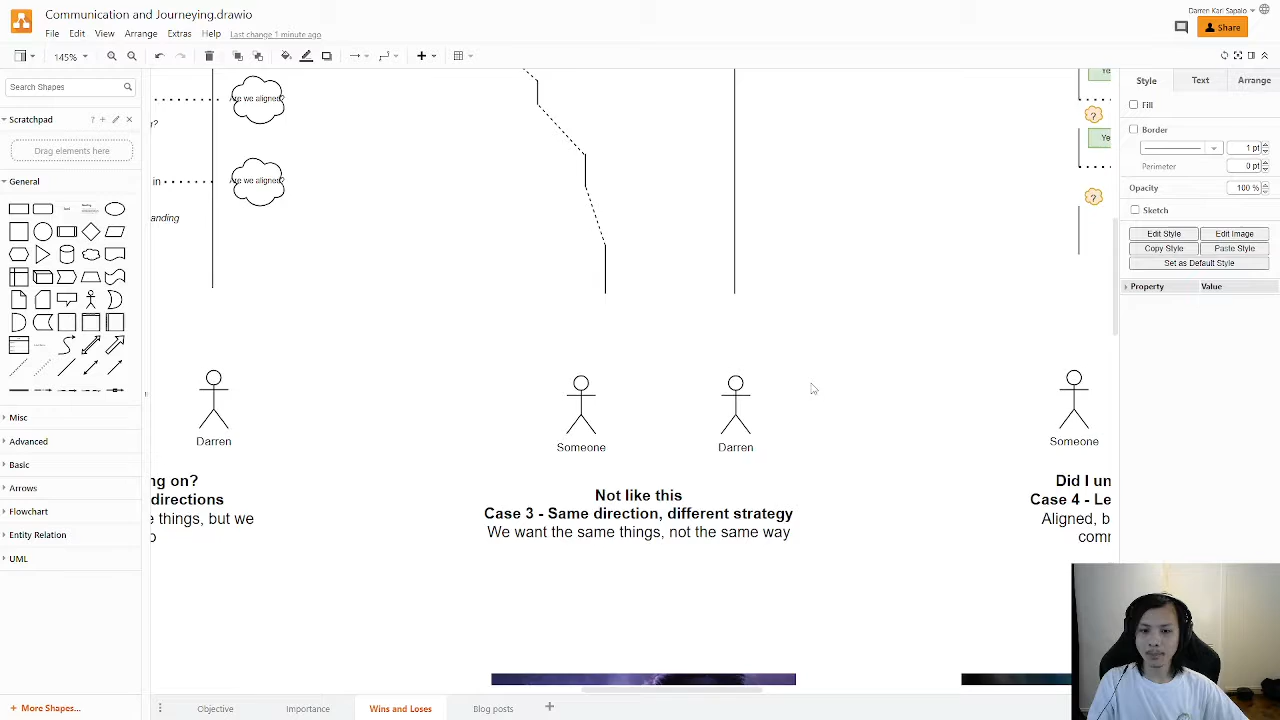 Communication and Journeying.drawio
Darren Karl Sapalo
File Edit View Arrange Extras Help Last change 1 minute ago
Share
145%
Search Shapes
Scratchpad
Drag elements here
General
Misc
Advanced
Basic
Arrows
Flowchart
Entity Relation
UML
+ More Shapes...
Are we aligned?
?
Are we aligned?
in
anding
Darren
ng on?
directions
e things, but we
o
Someone
Darren
Not like this
Case 3 - Same direction, different strategy
We want the same things, not the same way
Ye
?
Ye
?
Someone
Did I un
Case 4 - Le
Aligned, b
comr
Style Text Arrange
Fill
Border
1 pt
Perimeter 0 pt
Opacity 100 %
Sketch
Edit Style Edit Image
Copy Style Paste Style
Set as Default Style
Property Value
Objective Importance Wins and Loses Blog posts